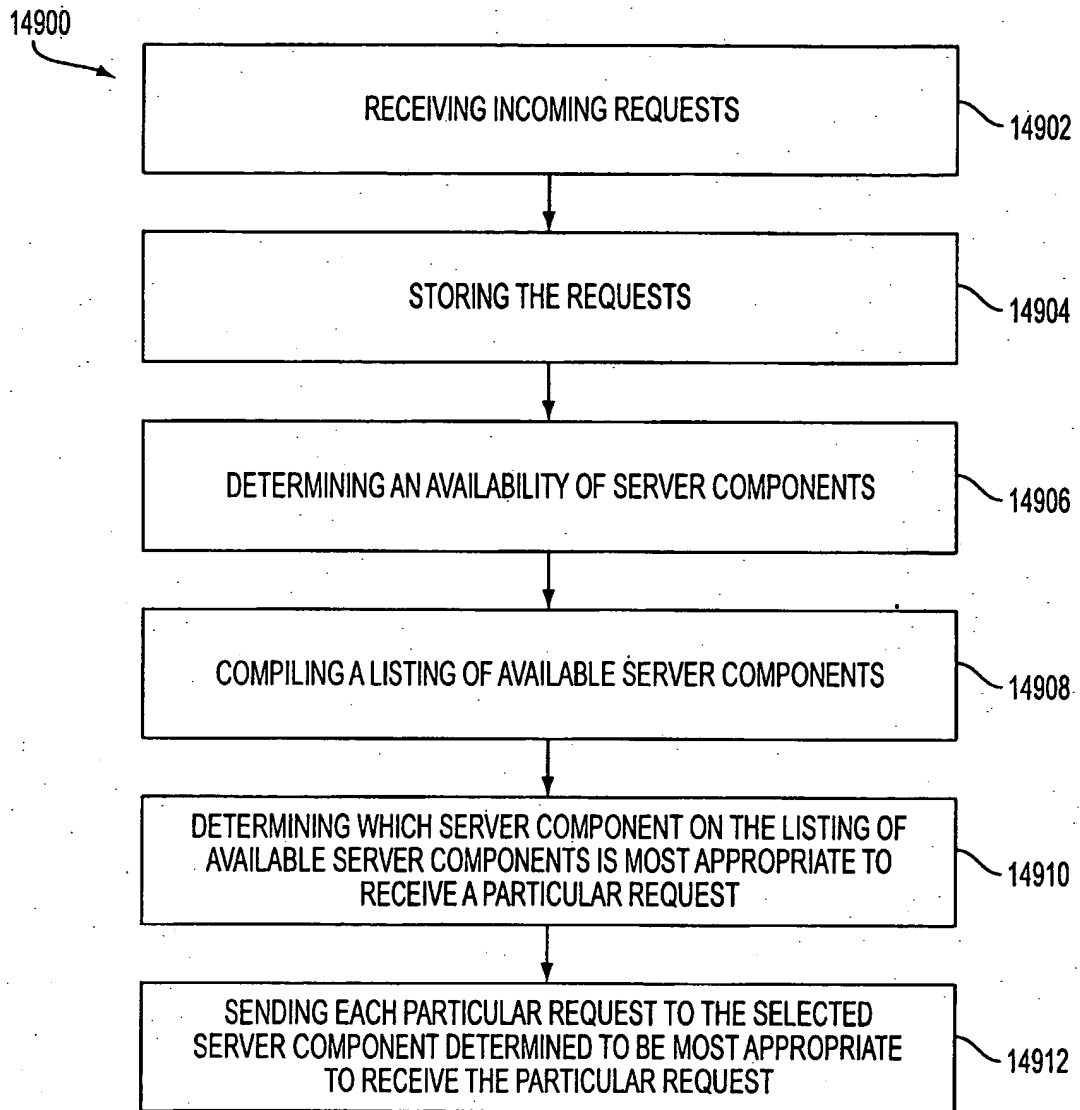 14900
RECEIVING INCOMING REQUESTS
14902
STORING THE REQUESTS
14904
DETERMINING AN AVAILABILITY OF SERVER COMPONENTS
14906
COMPILING A LISTING OF AVAILABLE SERVER COMPONENTS
14908
DETERMINING WHICH SERVER COMPONENT ON THE LISTING OF
AVAILABLE SERVER COMPONENTS IS MOST APPROPRIATE TO
RECEIVE A PARTICULAR REQUEST
14910
SENDING EACH PARTICULAR REQUEST TO THE SELECTED
SERVER COMPONENT DETERMINED TO BE MOST APPROPRIATE
TO RECEIVE THE PARTICULAR REQUEST
14912